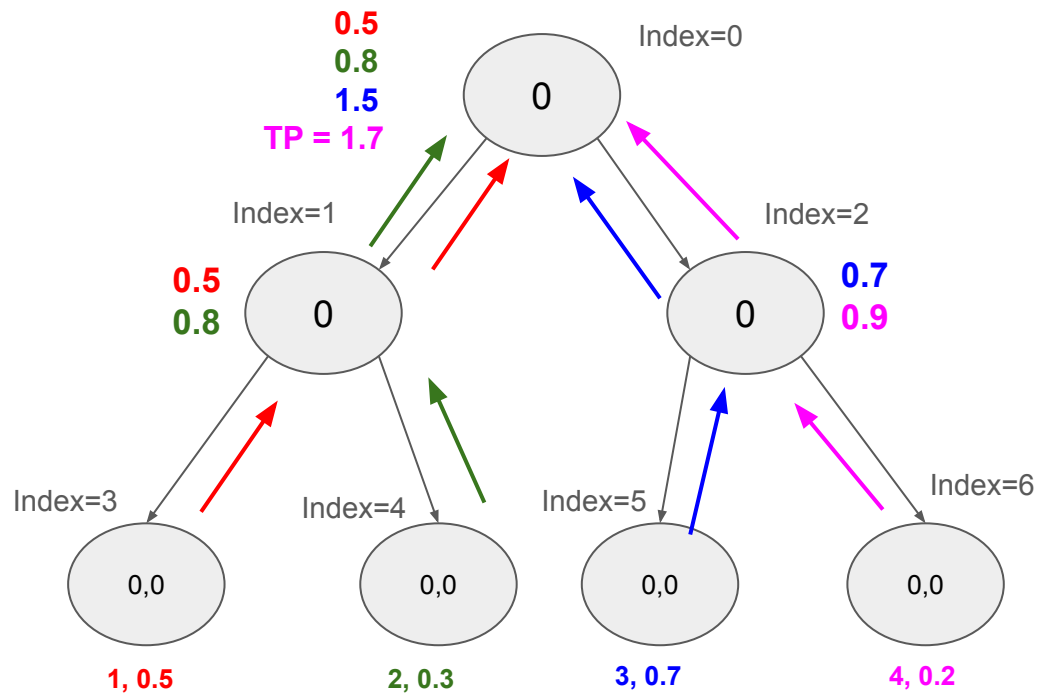 0.5
0.8
1.5
TP = 1.7
Index=0
0
Index=1
Index=2
0.5
0.8
0
0
0.7
0.9
Index=3
Index=4
Index=5
Index=6
0,0
0,0
0,0
0,0
1, 0.5
2, 0.3
3, 0.7
4, 0.2